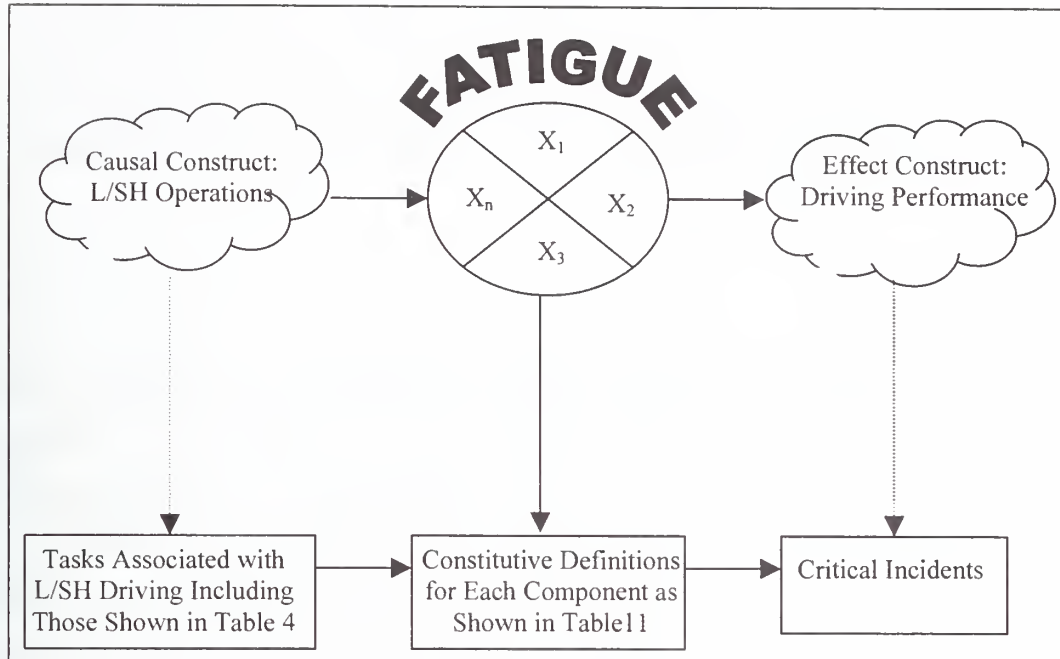 FATIGUE
Causal Construct:
L/SH Operations
X1
Xn
X2
X3
Effect Construct:
Driving Performance
Tasks Associated with
L/SH Driving Including
Those Shown in Table 4
Constitutive Definitions
for Each Component as
Shown in Table11
Critical Incidents